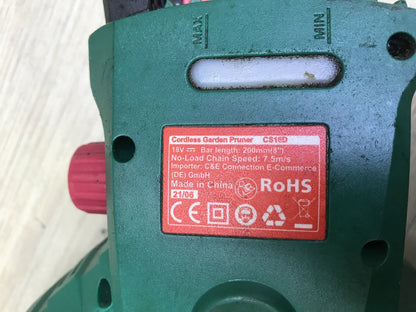 MAX
MIN
Cordless Garden Pruner CS18D
18V ⎓ Bar length: 200mm(8")
No-Load Chain Speed: 7.5m/s
Importer: C&E Connection E-Commerce
(DE) GmbH
Made in China RoHS
21/06
CE